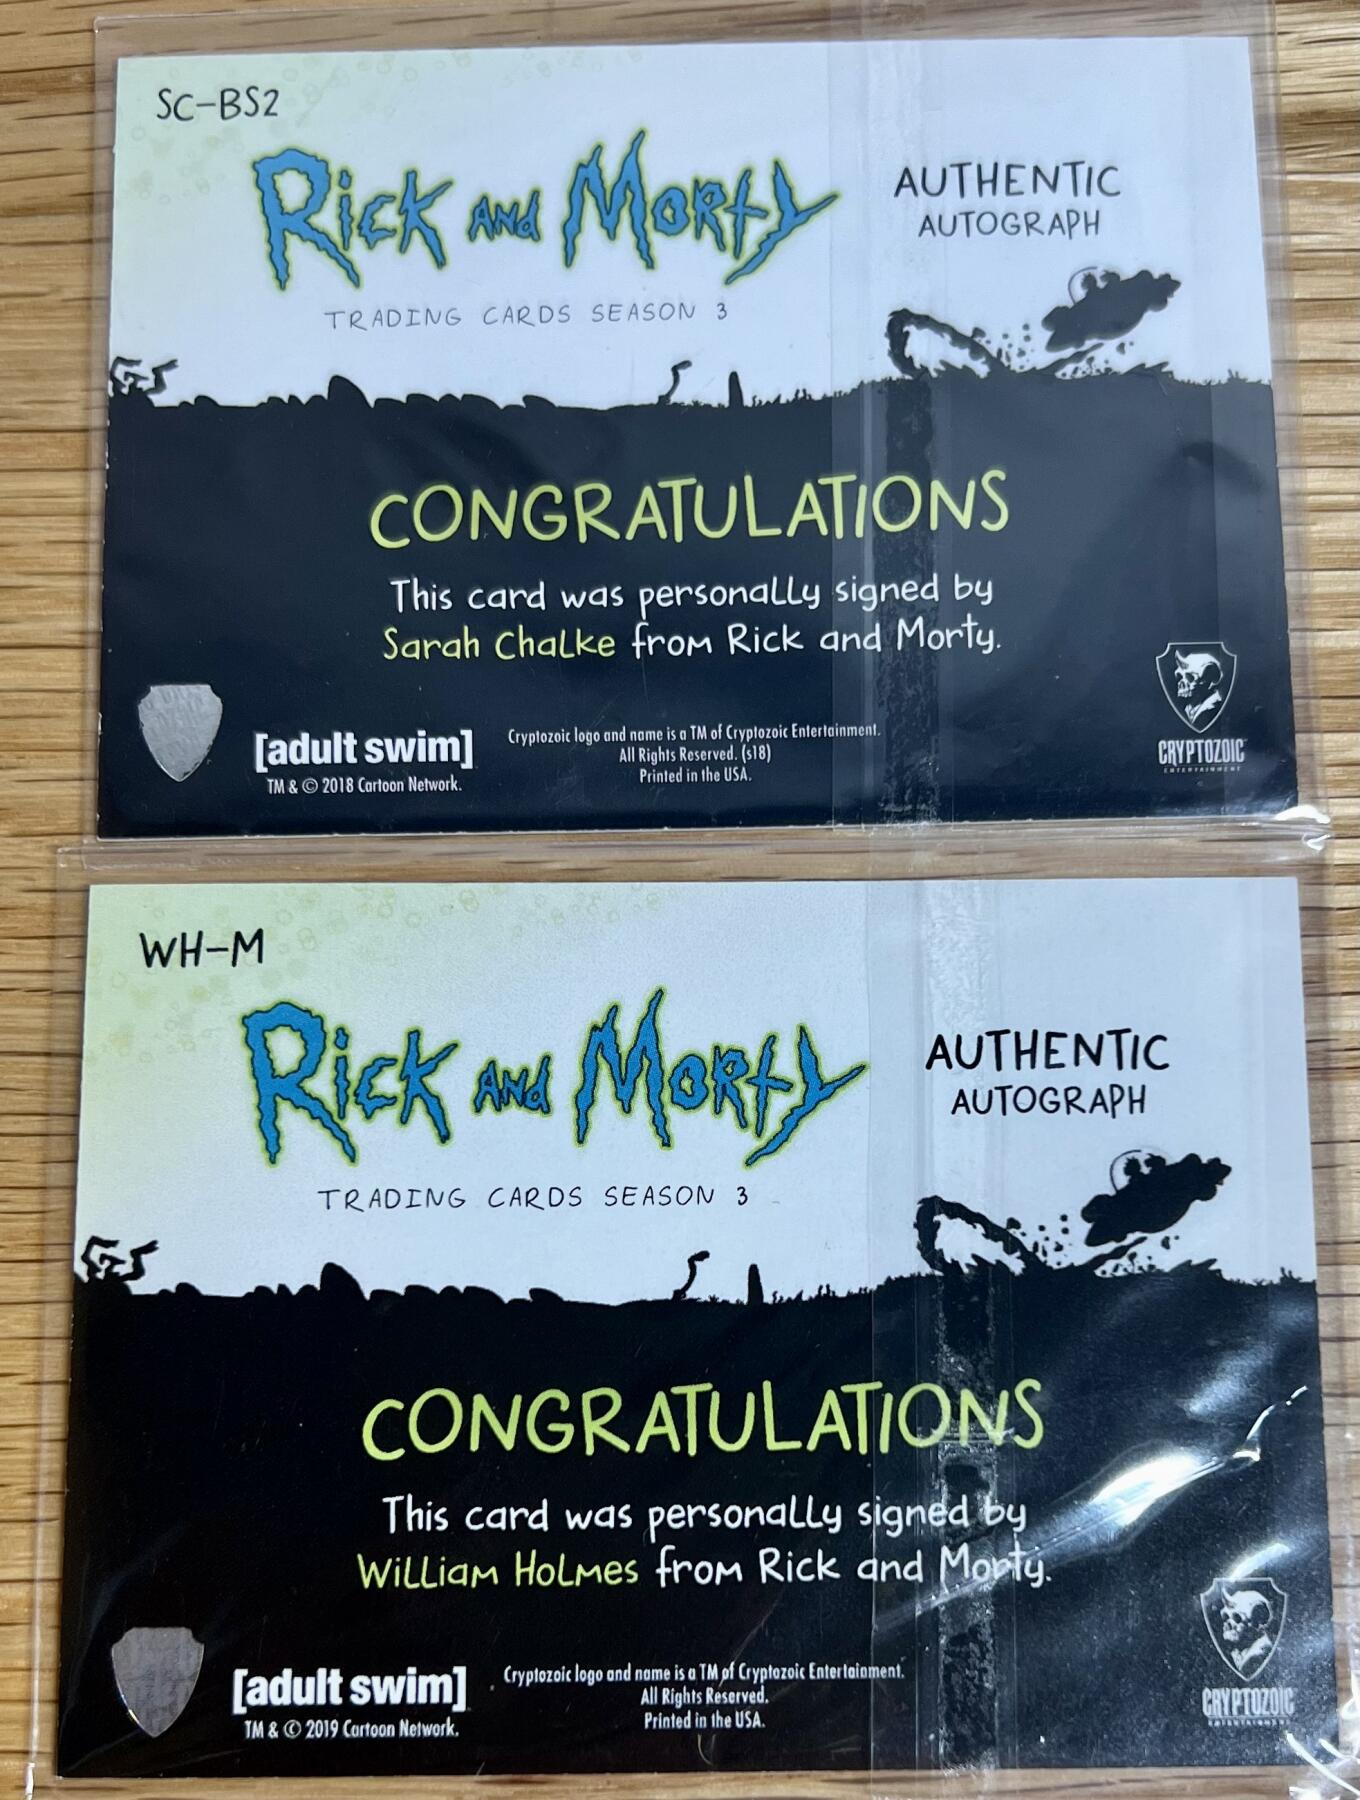 SC-BS2
Rick and Morty
AUTHENTIC
AUTOGRAPH
TRADING CARDS SEASON 3
CONGRATULATIONS
This card was personally signed by
Sarah Chalke from Rick and Morty.
[adult swim]
TM & © 2018 Cartoon Network.
Cryptozoic logo and name is a TM of Cryptozoic Entertainment.
All Rights Reserved. (s18)
Printed in the USA.
CRYPTOZOIC
ENTERTAINMENT
WH-M
Rick and Morty
AUTHENTIC
AUTOGRAPH
TRADING CARDS SEASON 3
CONGRATULATIONS
This card was personally signed by
William Holmes from Rick and Morty.
[adult swim]
TM & © 2019 Cartoon Network.
Cryptozoic logo and name is a TM of Cryptozoic Entertainment.
All Rights Reserved.
Printed in the USA.
CRYPTOZOIC
ENTERTAINMENT